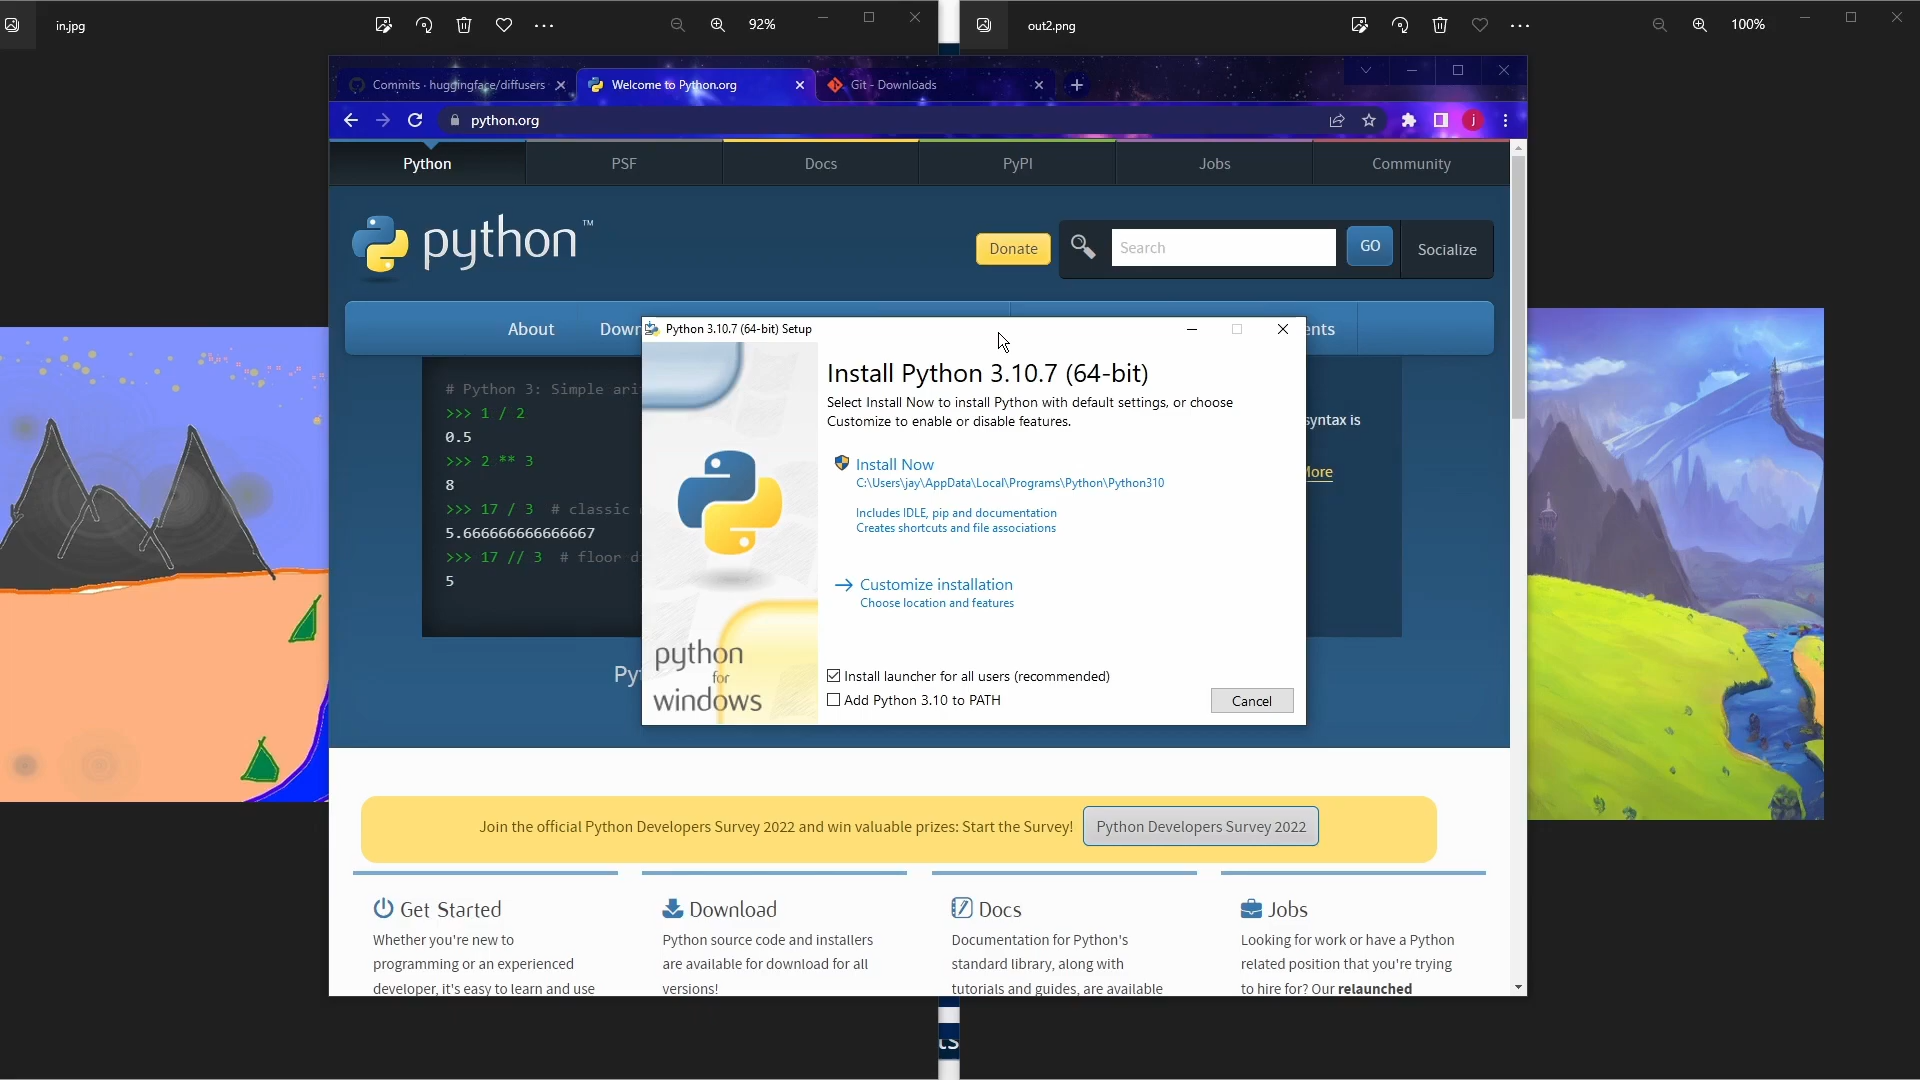 in.jpg
92%
out2.png
100%
Commits · huggingface/diffusers
Welcome to Python.org
Git - Downloads
python.org
j
Python
PSF
Docs
PyPI
Jobs
Community
python™
Donate
Search
GO
Socialize
About
Down
ents
# Python 3: Simple ari
>>> 1 / 2
0.5
>>> 2 ** 3
8
>>> 17 / 3  # classic
5.666666666666667
>>> 17 // 3  # floor d
5
syntax is
More
Py
Python 3.10.7 (64-bit) Setup
Install Python 3.10.7 (64-bit)
Select Install Now to install Python with default settings, or choose
Customize to enable or disable features.
Install Now
C:\Users\jay\AppData\Local\Programs\Python\Python310
Includes IDLE, pip and documentation
Creates shortcuts and file associations
Customize installation
Choose location and features
python
for
windows
Install launcher for all users (recommended)
Add Python 3.10 to PATH
Cancel
Join the official Python Developers Survey 2022 and win valuable prizes: Start the Survey!
Python Developers Survey 2022
Get Started
Whether you're new to
programming or an experienced
developer, it's easy to learn and use
Download
Python source code and installers
are available for download for all
versions!
Docs
Documentation for Python's
standard library, along with
tutorials and guides, are available
Jobs
Looking for work or have a Python
related position that you're trying
to hire for? Our relaunched
ts